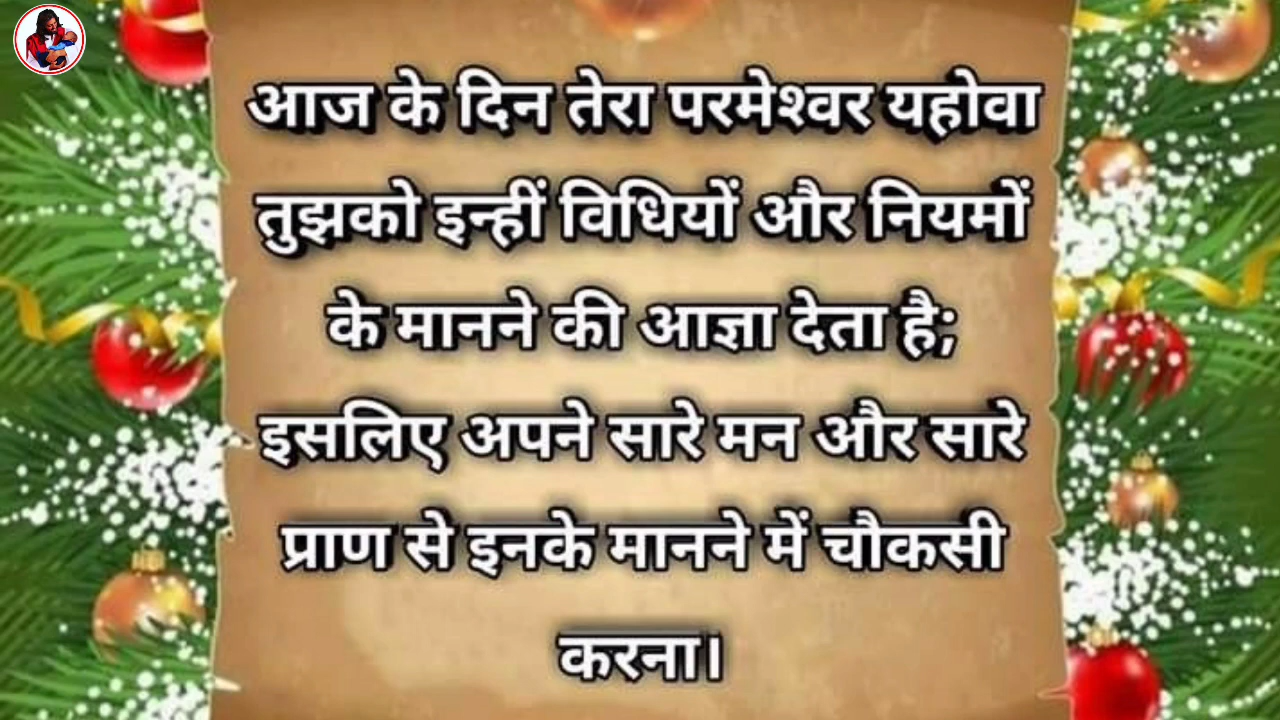 आज के दिन तेरा परमेश्वर यहोवा
तुझको इन्हीं विधियों और नियमों
के मानने की आज्ञा देता है;
इसलिए अपने सारे मन और सारे
प्राण से इनके मानने में चौकसी
करना।